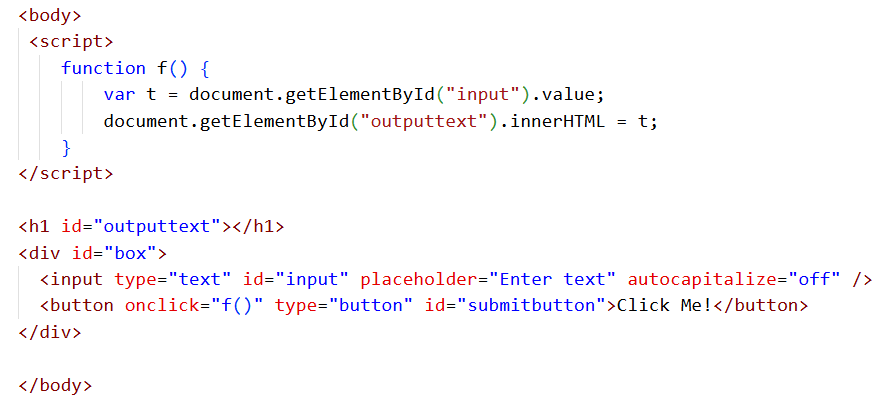 <body>
<script>
function f() {
var t = document.getElementById("input").value;
document.getElementById("outputtext").innerHTML = t;
}
</script>
<h1 id="outputtext"></h1>
<div id="box">
<input type="text" id="input" placeholder="Enter text" autocapitalize="off" />
<button onclick="f()" type="button" id="submitbutton">Click Me!</button>
</div>
</body>